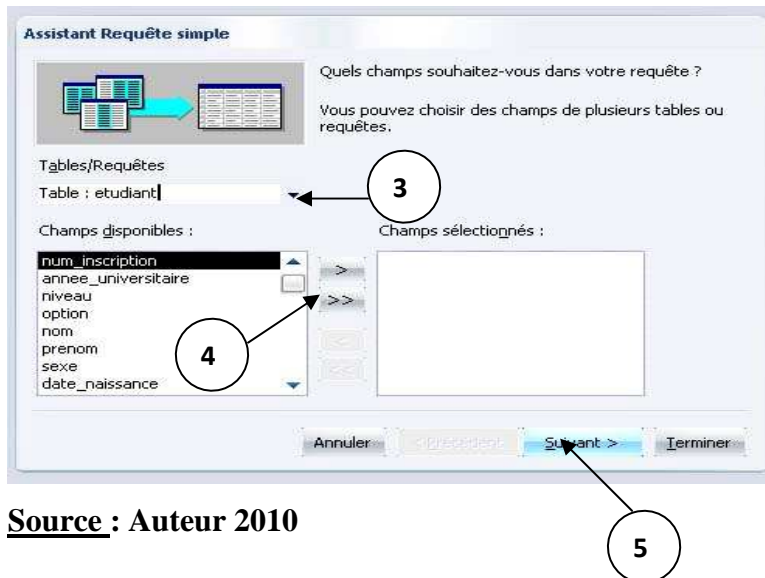 Assistant Requête simple
Quels champs souhaitez-vous dans votre requête ?
Vous pouvez choisir des champs de plusieurs tables ou
requêtes.
Tables/Requêtes
Table : etudiant
3
Champs disponibles :
Champs sélectionnés :
num_inscription
annee_universitaire
niveau
option
nom
prenom
sexe
date_naissance
>
>>
<
<<
4
Annuler
< Précédent
Suivant >
Terminer
5
Source : Auteur 2010